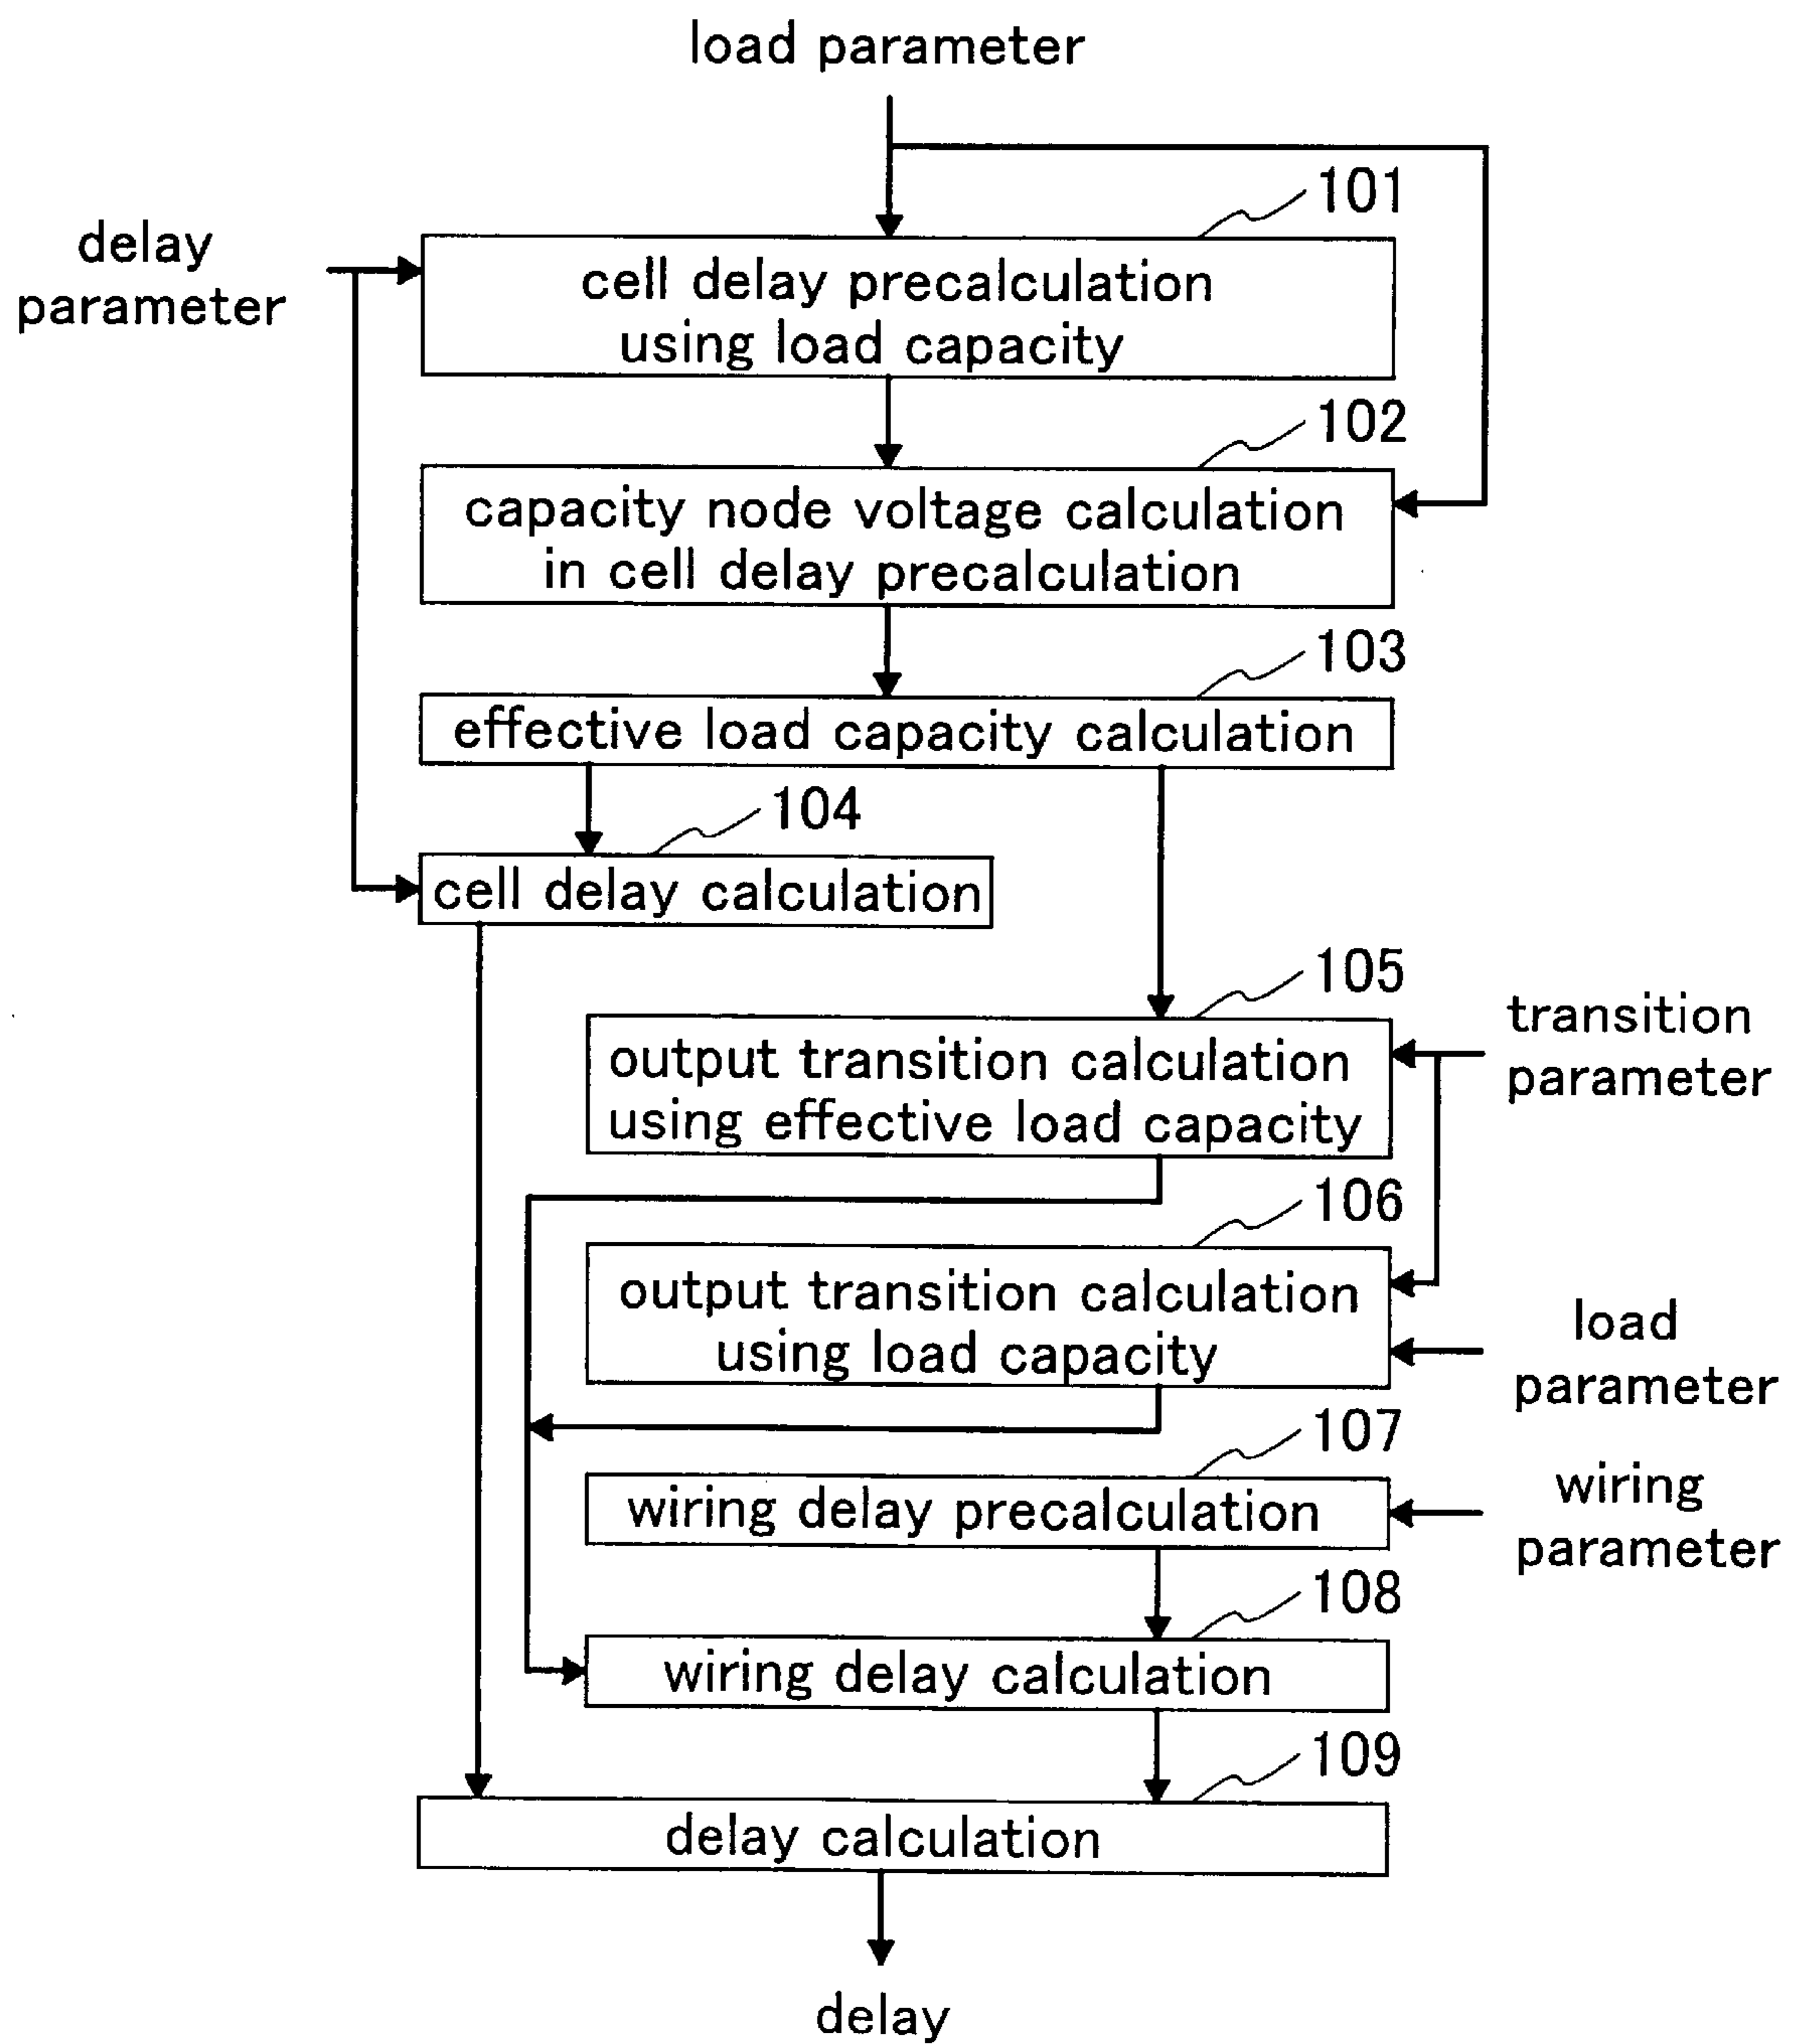 load parameter
101
delay
parameter
cell delay precalculation
using load capacity
102
capacity node voltage calculation
in cell delay precalculation
103
effective load capacity calculation
104
cell delay calculation
105
transition
parameter
output transition calculation
using effective load capacity
106
output transition calculation
using load capacity
load
parameter
107
wiring delay precalculation
wiring
parameter
108
wiring delay calculation
109
delay calculation
delay